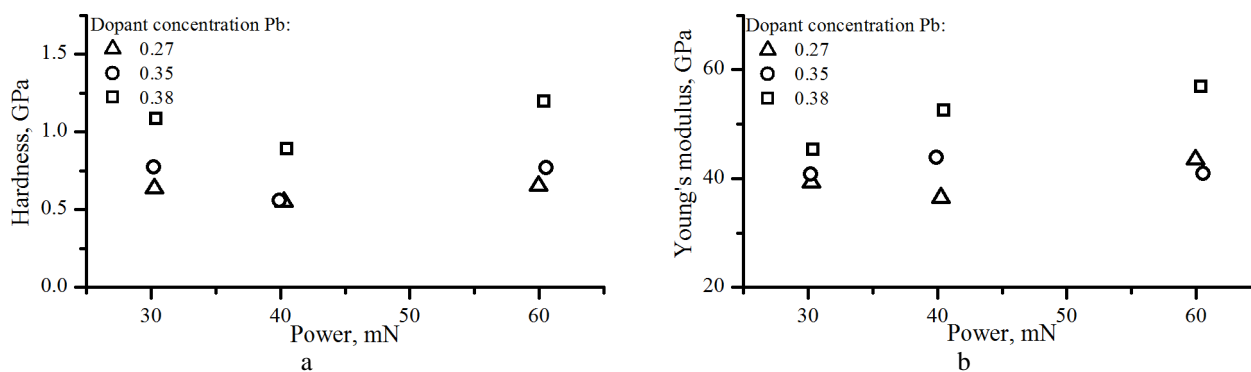 Dopant concentration Pb:
0.27
0.35
0.38
1.5
1.0
0.5
0.0
Hardness, GPa
30
40
50
60
Power, mN
a
Dopant concentration Pb:
0.27
0.35
0.38
60
40
20
Young's modulus, GPa
30
40
50
60
Power, mN
b